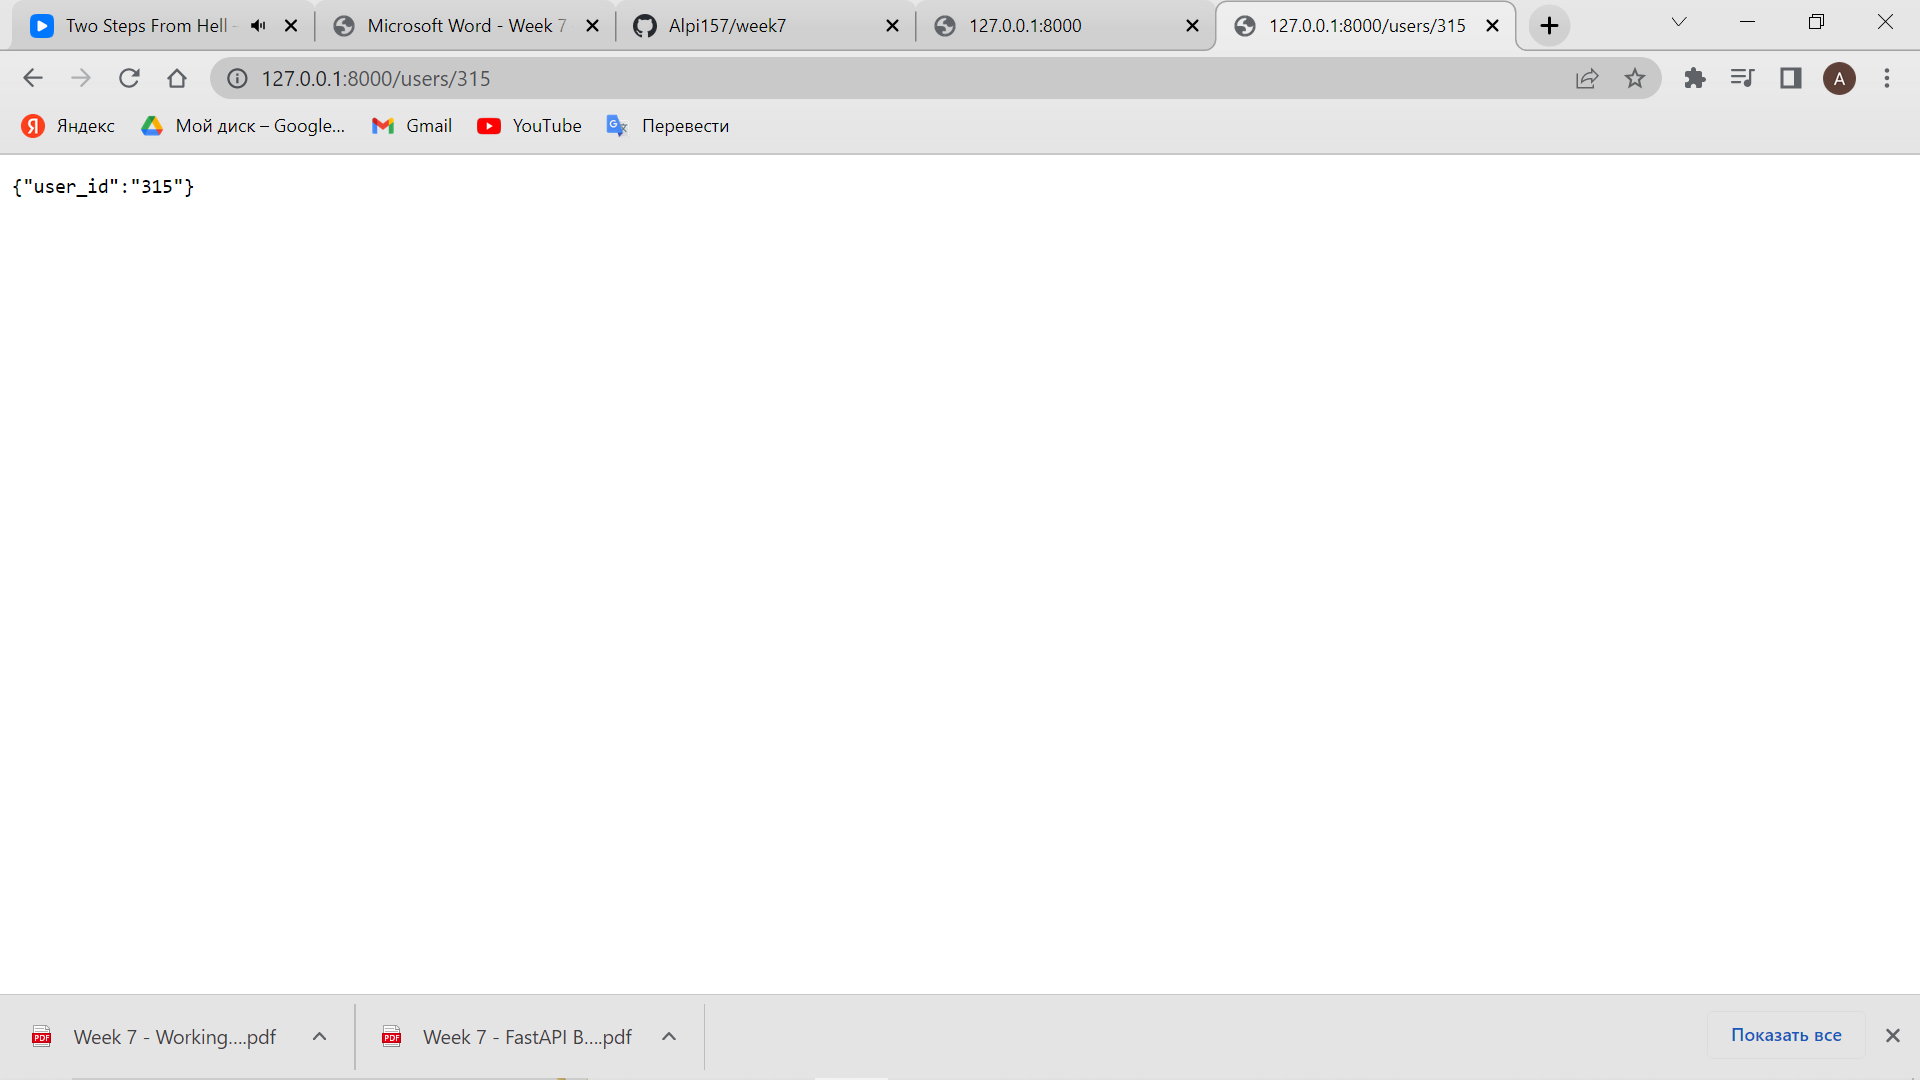 Two Steps From Hell -
Microsoft Word - Week 7
Alpi157/week7
127.0.0.1:8000
127.0.0.1:8000/users/315
127.0.0.1:8000/users/315
A
Я Яндекс
Мой диск – Google...
Gmail
YouTube
G Перевести
{"user_id":"315"}
PDF Week 7 - Working....pdf
PDF Week 7 - FastAPI B....pdf
Показать все